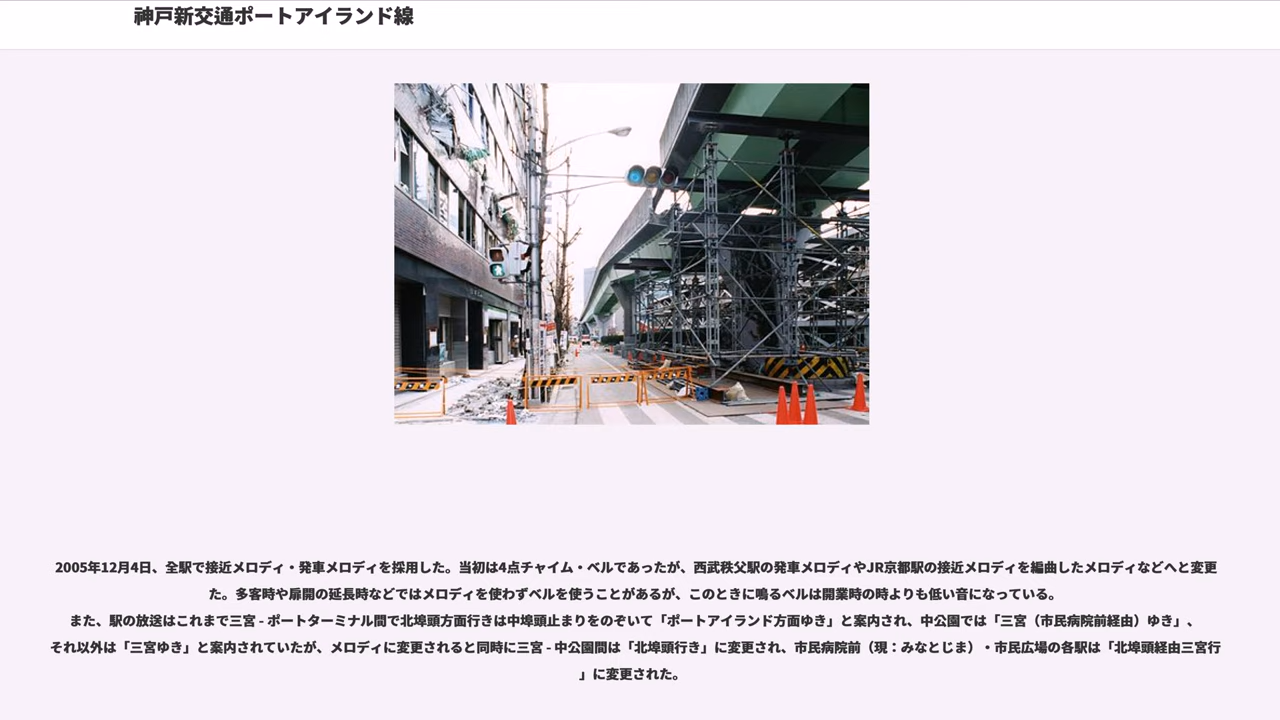 神戸新交通ポートアイランド線
2005年12月4日、全駅で接近メロディ・発車メロディを採用した。当初は4点チャイム・ベルであったが、西武秩父駅の発車メロディやJR京都駅の接近メロディを編曲したメロディなどへと変更
た。多客時や扉開の延長時などではメロディを使わずベルを使うことがあるが、このときに鳴るベルは開業時の時よりも低い音になっている。
また、駅の放送はこれまで三宮 - ポートターミナル間で北埠頭方面行きは中埠頭止まりをのぞいて「ポートアイランド方面ゆき」と案内され、中公園では「三宮（市民病院前経由）ゆき」、
それ以外は「三宮ゆき」と案内されていたが、メロディに変更されると同時に三宮 - 中公園間は「北埠頭行き」に変更され、市民病院前（現：みなとじま）・市民広場の各駅は「北埠頭経由三宮行
」に変更された。